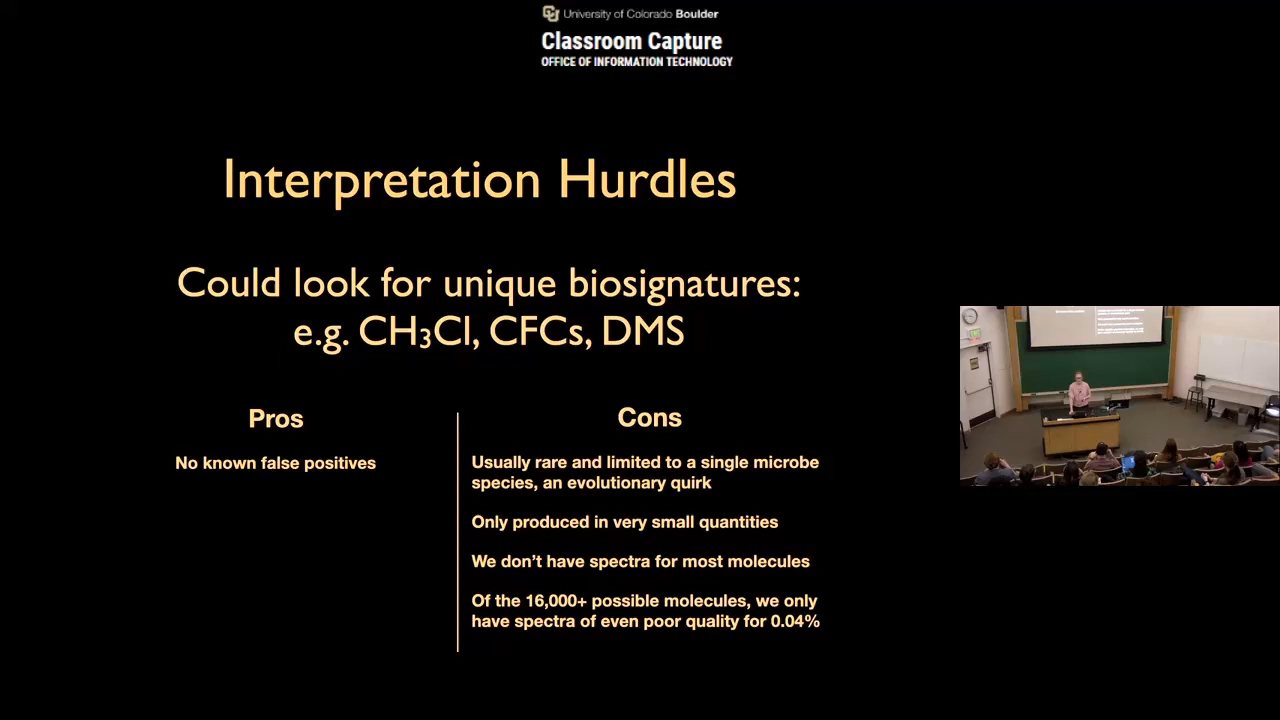 University of Colorado Boulder
Classroom Capture
OFFICE OF INFORMATION TECHNOLOGY
Interpretation Hurdles
Could look for unique biosignatures:
e.g. CH₃Cl, CFCs, DMS
Pros
No known false positives
Cons
Usually rare and limited to a single microbe
species, an evolutionary quirk
Only produced in very small quantities
We don’t have spectra for most molecules
Of the 16,000+ possible molecules, we only
have spectra of even poor quality for 0.04%